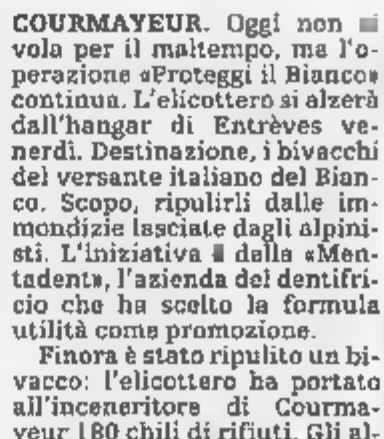 COURMAYEUR. Oggi non
vola per il maltempo, ma l'o-
perazione «Proteggi il Bianco»
continua. L'elicottero si alzerà
dall'hangar di Entrèves ve-
nerdì. Destinazione, i bivacchi
del versante italiano del Bian-
co. Scopo, ripulirli dalle im-
mondizie lasciate dagli alpini-
sti. L'iniziativa della «Men-
tadent», l'azienda del dentifri-
cio che ha scelto la formula
utilità come promozione.
Finora è stato ripulito un bi-
vacco: l'elicottero ha portato
all'inceneritore di Courma-
yeur 180 chili di rifiuti. Gli al-